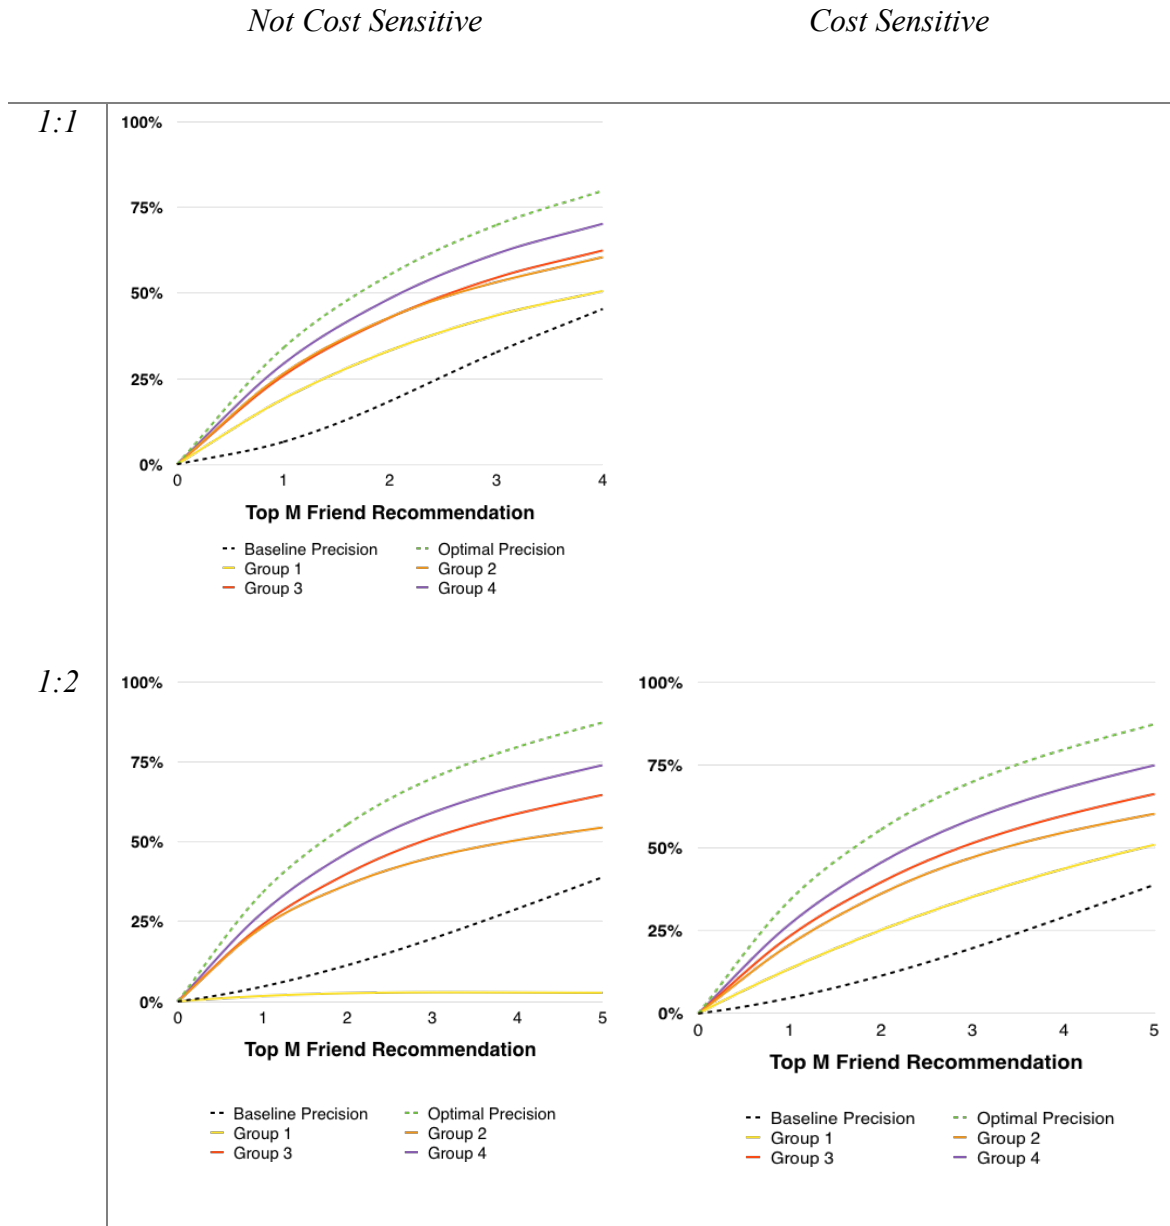 Not Cost Sensitive Cost Sensitive
1:1
100%
75%
50%
25%
0%
0 1 2 3 4
Top M Friend Recommendation
Baseline Precision Optimal Precision
Group 1 Group 2
Group 3 Group 4
1:2
100%
75%
50%
25%
0%
0 1 2 3 4 5
Top M Friend Recommendation
Baseline Precision Optimal Precision
Group 1 Group 2
Group 3 Group 4
100%
75%
50%
25%
0%
0 1 2 3 4 5
Top M Friend Recommendation
Baseline Precision Optimal Precision
Group 1 Group 2
Group 3 Group 4